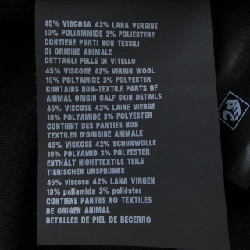 45% VISCOSA 42% LANA VERGINE
10% POLIAMMIDE 3% POLIESTERE
CONTIENE PARTI NON TESSILI
DI ORIGINE ANIMALE
DETTAGLI PELLE DI VITELLO
45% VISCOSE 42% VIRGIN WOOL
10% POLYAMIDE 3% POLYESTER
CONTAINS NON-TEXTILE PARTS OF
ANIMAL ORIGIN CALF SKIN DETAILS
45% VISCOSE 42% LAINE VIERGE
10% POLYAMIDE 3% POLYESTER
CONTIENT DES PARTIES NON
TEXTILES D'ORIGINE ANIMALE
45% VISKOSE 42% SCHURWOLLE
10% POLYAMID 3% POLYESTER
ENTHÄLT NICHTTEXTILE TEILE
TIERISCHEN URSPRUNGS
45% viscosa 42% LANA VIRGEN
10% poliamida 3% poliéster
CONTIENE PARTES NO TEXTILES
DE ORIGEN ANIMAL
DETALLES DE PIEL DE BECERRO